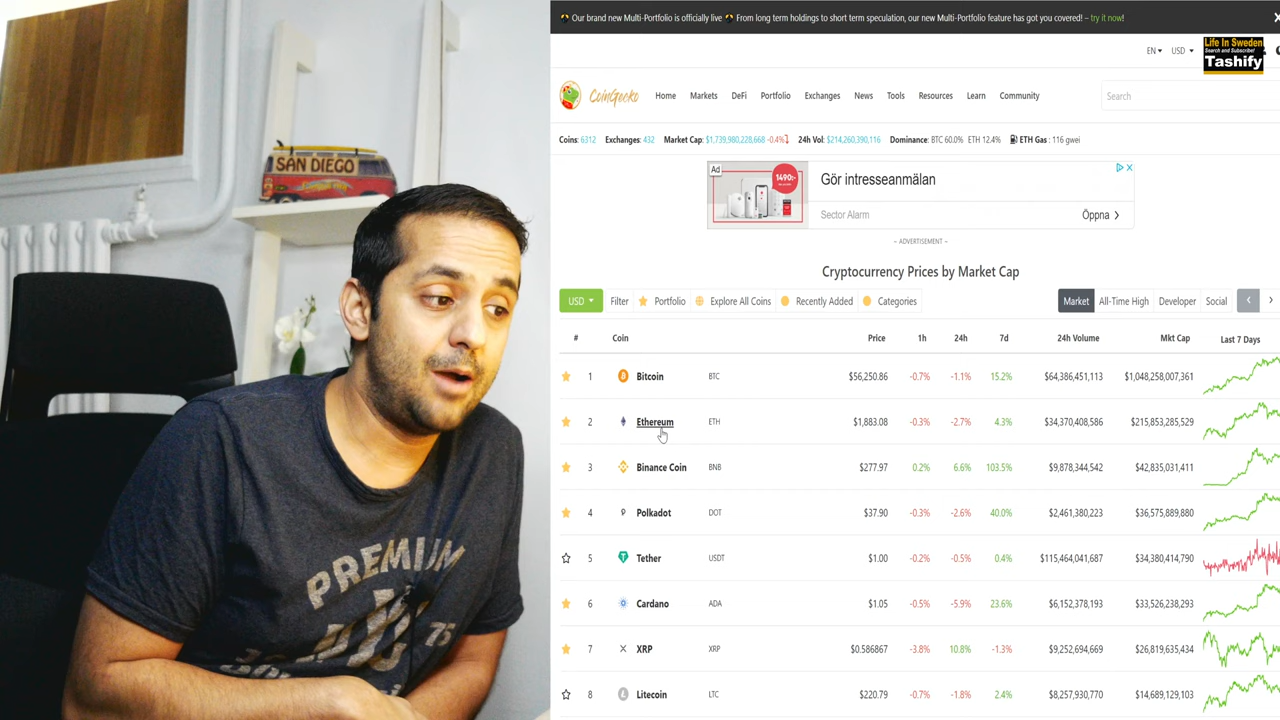 Our brand new Multi-Portfolio is officially live From long term holdings to short term speculation, our new Multi-Portfolio feature has got you covered! – try it now!
EN USD
Life In Sweden
Search and Subscribe!
Tashify
CoinGecko Home Markets DeFi Portfolio Exchanges News Tools Resources Learn Community Search
Coins: 6312 Exchanges: 432 Market Cap: $1,739,980,228,668 -0.4% 24h Vol: $214,260,390,116 Dominance: BTC 60.0% ETH 12.4% ETH Gas: 116 gwei
Ad
1490:-
Gör intresseanmälan
Sector Alarm Öppna
– ADVERTISEMENT –
Cryptocurrency Prices by Market Cap
USD Filter Portfolio Explore All Coins Recently Added Categories Market All-Time High Developer Social
# Coin Price 1h 24h 7d 24h Volume Mkt Cap Last 7 Days
1 Bitcoin BTC $56,250.86 -0.7% -1.1% 15.2% $64,386,451,113 $1,048,258,007,361
2 Ethereum ETH $1,883.08 -0.3% -2.7% 4.3% $34,370,408,586 $215,853,285,529
3 Binance Coin BNB $277.97 0.2% 6.6% 103.5% $9,878,344,542 $42,835,031,411
4 Polkadot DOT $37.90 -0.3% -2.6% 40.0% $2,461,380,223 $36,575,889,880
5 Tether USDT $1.00 -0.2% -0.5% 0.4% $115,464,041,687 $34,380,414,790
6 Cardano ADA $1.05 -0.5% -5.9% 23.6% $6,152,378,193 $33,526,238,293
7 XRP XRP $0.586867 -3.8% 10.8% -1.3% $9,252,694,669 $26,819,635,434
8 Litecoin LTC $220.79 -0.7% -1.8% 2.4% $8,257,930,770 $14,689,129,103
SAN DIEGO
PREMIUM
75